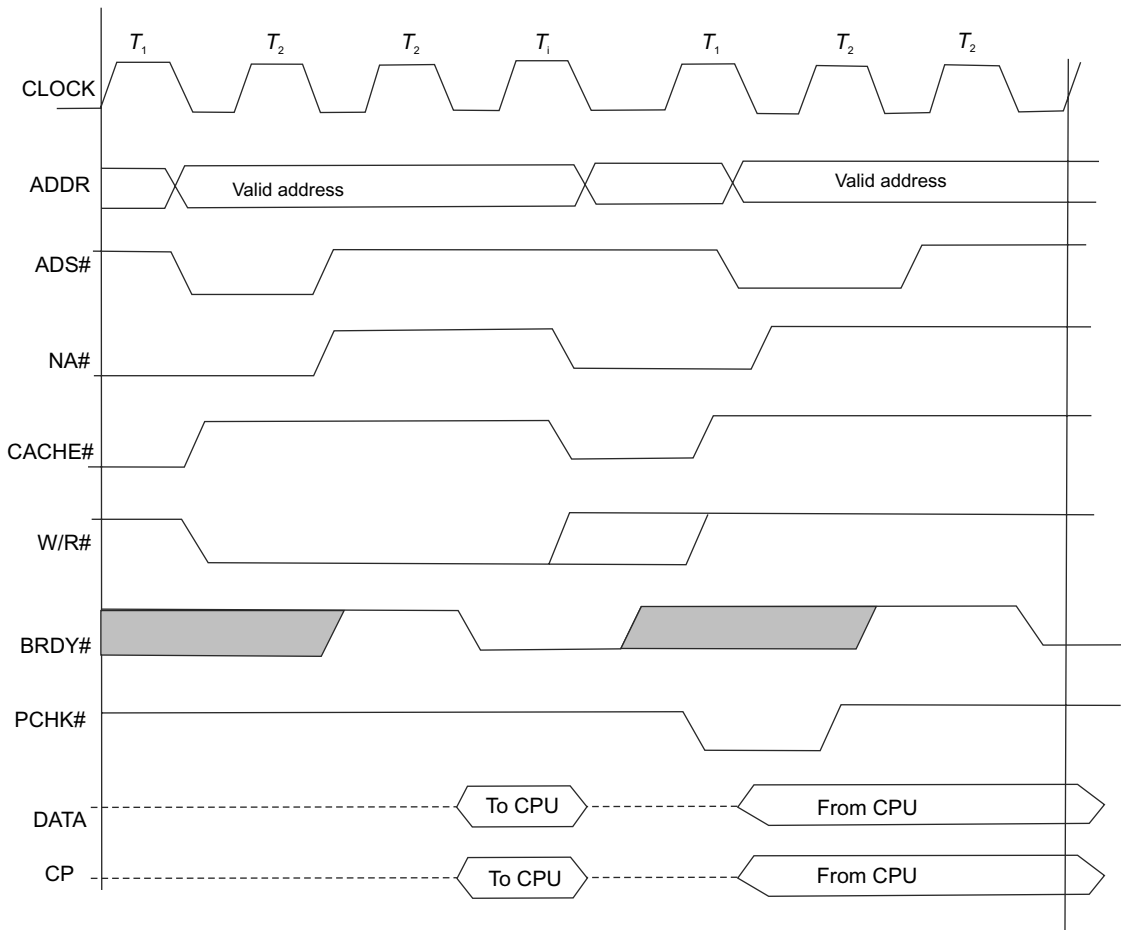 T₁ T₂ T₂ Tᵢ T₁ T₂ T₂
CLOCK
ADDR Valid address Valid address
ADS#
NA#
CACHE#
W/R#
BRDY#
PCHK#
DATA To CPU From CPU
CP To CPU From CPU